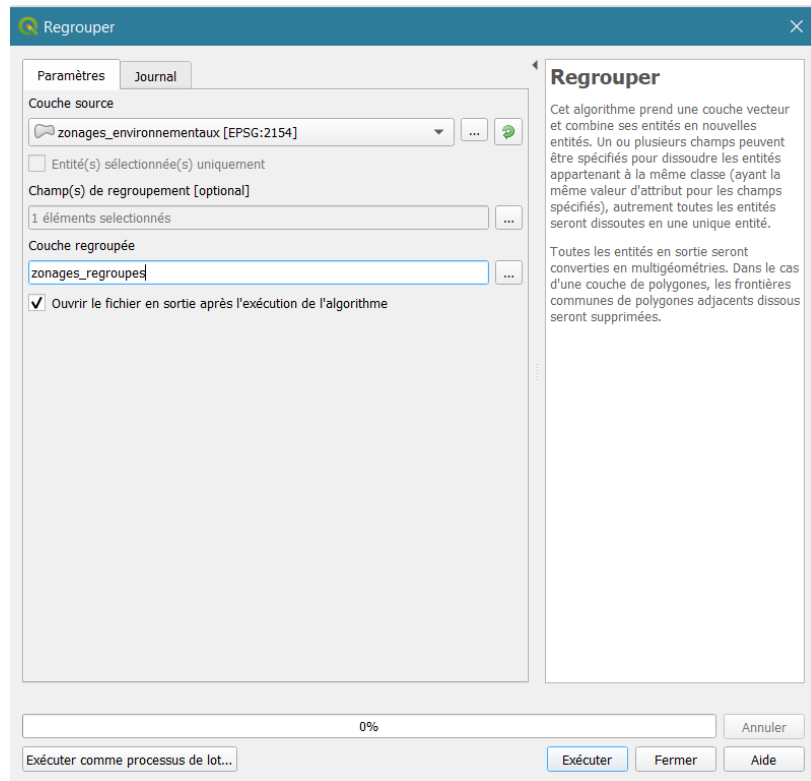 Regrouper
Paramètres
Journal
Couche source
zonages_environnementaux [EPSG:2154]
...
Entité(s) sélectionnée(s) uniquement
Champ(s) de regroupement [optional]
1 éléments selectionnés
...
Couche regroupée
zonages_regroupes
...
Ouvrir le fichier en sortie après l'exécution de l'algorithme
Regrouper
Cet algorithme prend une couche vecteur
et combine ses entités en nouvelles
entités. Un ou plusieurs champs peuvent
être spécifiés pour dissoudre les entités
appartenant à la même classe (ayant la
même valeur d'attribut pour les champs
spécifiés), autrement toutes les entités
seront dissoutes en une unique entité.
Toutes les entités en sortie seront
converties en multigéométries. Dans le cas
d'une couche de polygones, les frontières
communes de polygones adjacents dissous
seront supprimées.
0%
Annuler
Exécuter comme processus de lot...
Exécuter
Fermer
Aide